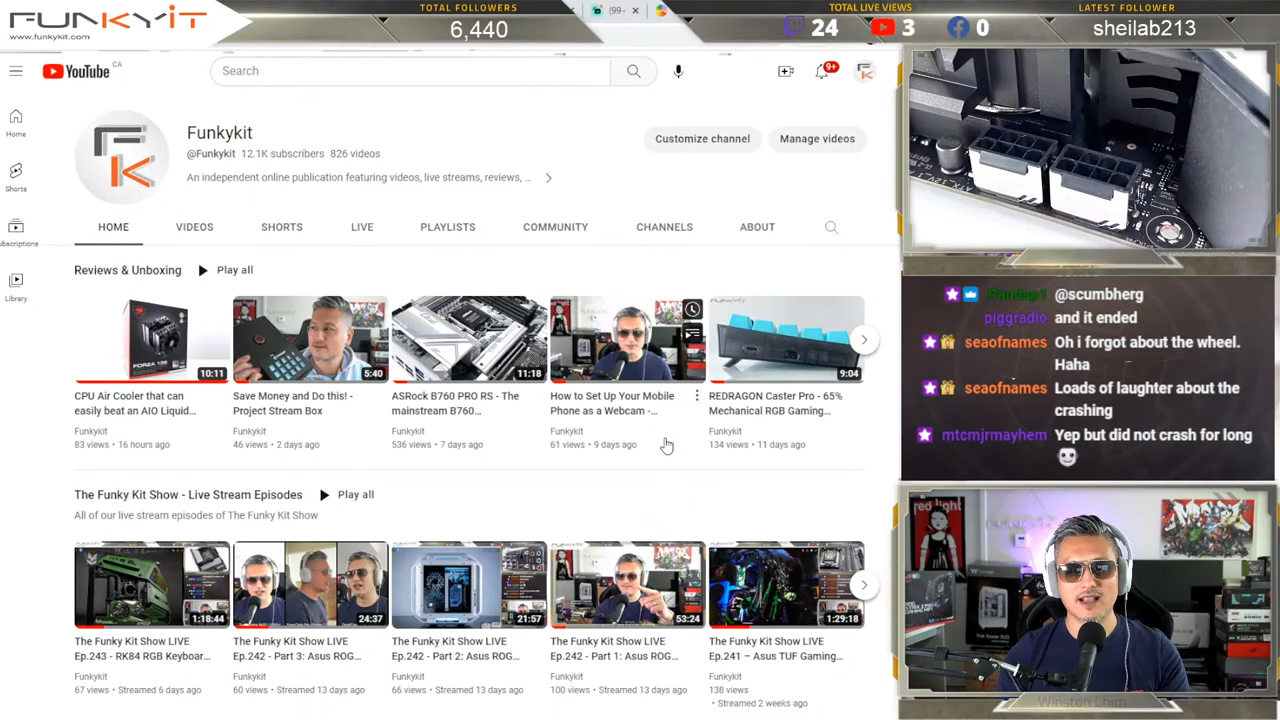 FUNKYIT
www.funkykit.com
TOTAL FOLLOWERS
6,440
(99+
TOTAL LIVE VIEWS
24
3
0
LATEST FOLLOWER
sheilab213
YouTube CA
Search
9+
Home
Shorts
Library
Funkykit
@Funkykit 12.1K subscribers 826 videos
An independent online publication featuring videos, live streams, reviews, ...
Customize channel
Manage videos
HOME
VIDEOS
SHORTS
LIVE
PLAYLISTS
COMMUNITY
CHANNELS
ABOUT
Reviews & Unboxing
Play all
10:11
CPU Air Cooler that can
easily beat an AIO Liquid...
Funkykit
83 views • 16 hours ago
5:40
Save Money and Do this! -
Project Stream Box
Funkykit
46 views • 2 days ago
11:18
ASRock B760 PRO RS - The
mainstream B760...
Funkykit
536 views • 7 days ago
How to Set Up Your Mobile
Phone as a Webcam -...
Funkykit
61 views • 9 days ago
9:04
REDRAGON Caster Pro - 65%
Mechanical RGB Gaming...
Funkykit
134 views • 11 days ago
The Funky Kit Show - Live Stream Episodes
Play all
All of our live stream episodes of The Funky Kit Show
1:18:44
The Funky Kit Show LIVE
Ep.243 - RK84 RGB Keyboar...
Funkykit
67 views • Streamed 6 days ago
24:37
The Funky Kit Show LIVE
Ep.242 - Part 3: Asus ROG...
Funkykit
60 views • Streamed 13 days ago
21:57
The Funky Kit Show LIVE
Ep.242 - Part 2: Asus ROG...
Funkykit
66 views • Streamed 13 days ago
53:24
The Funky Kit Show LIVE
Ep.242 - Part 1: Asus ROG...
Funkykit
100 views • Streamed 13 days ago
1:29:18
The Funky Kit Show LIVE
Ep.241 – Asus TUF Gaming...
Funkykit
138 views
• Streamed 2 weeks ago
@scumbherg
piggradio and it ended
seaofnames Oh i forgot about the wheel.
Haha
seaofnames Loads of laughter about the
crashing
mtcmjrmayhem Yep but did not crash for long
red light
Winston Chim